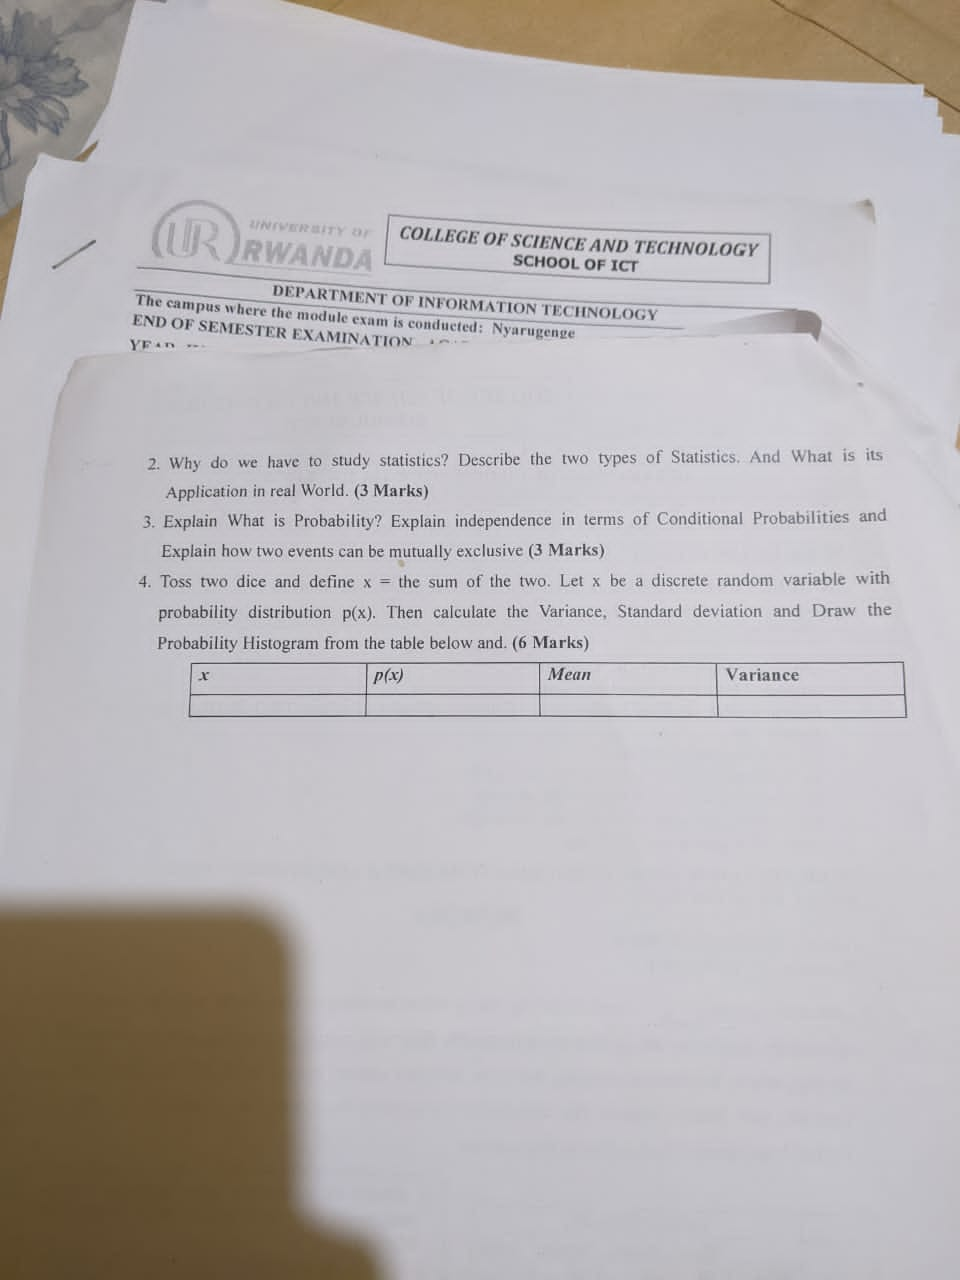 UNIVERSITY OF
RWANDA
COLLEGE OF SCIENCE AND TECHNOLOGY
SCHOOL OF ICT
DEPARTMENT OF INFORMATION TECHNOLOGY
The campus where the module exam is conducted: Nyarugenge
END OF SEMESTER EXAMINATION
2. Why do we have to study statistics? Describe the two types of Statistics. And What is its
Application in real World. (3 Marks)
3. Explain What is Probability? Explain independence in terms of Conditional Probabilities and
Explain how two events can be mutually exclusive (3 Marks)
4. Toss two dice and define x = the sum of the two. Let x be a discrete random variable with
probability distribution p(x). Then calculate the Variance, Standard deviation and Draw the
Probability Histogram from the table below and. (6 Marks)
x p(x) Mean Variance